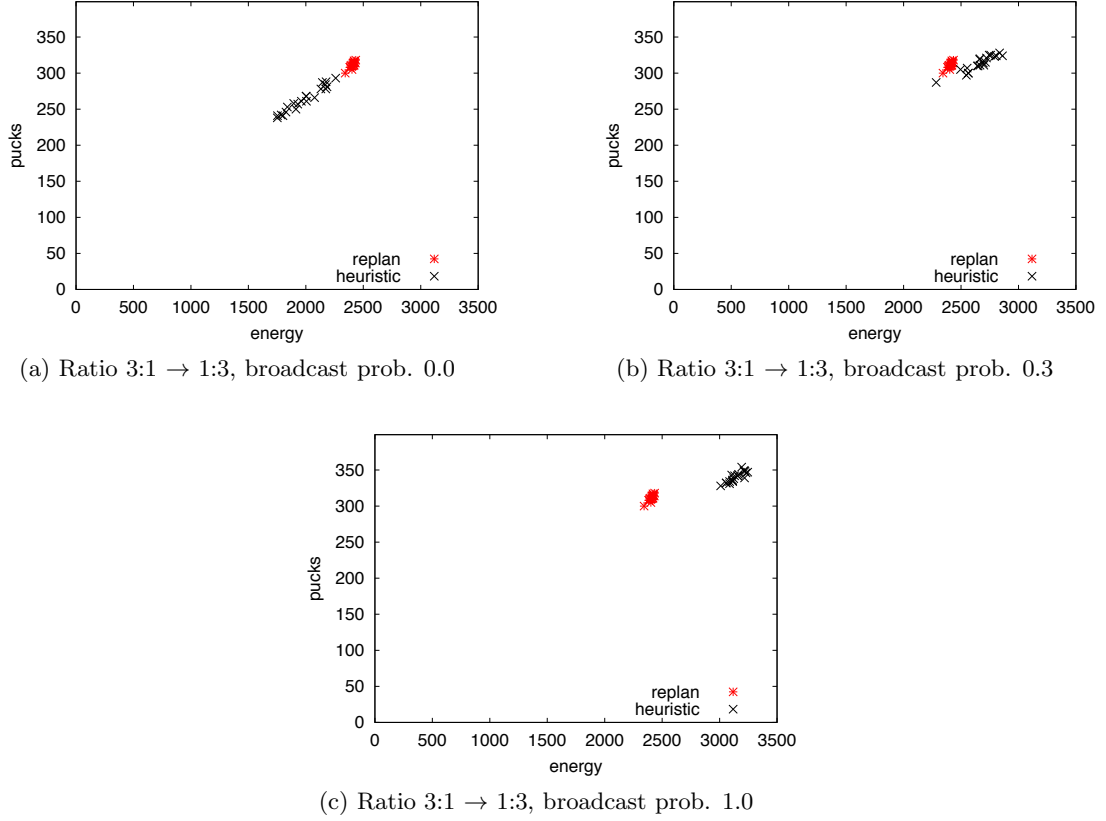 350
300
250
200
150
100
50
0
pucks
replan
heuristic
0 500 1000 1500 2000 2500 3000 3500
energy
(a) Ratio 3:1 → 1:3, broadcast prob. 0.0
350
300
250
200
150
100
50
0
pucks
replan
heuristic
0 500 1000 1500 2000 2500 3000 3500
energy
(b) Ratio 3:1 → 1:3, broadcast prob. 0.3
350
300
250
200
150
100
50
0
pucks
replan
heuristic
0 500 1000 1500 2000 2500 3000 3500
energy
(c) Ratio 3:1 → 1:3, broadcast prob. 1.0